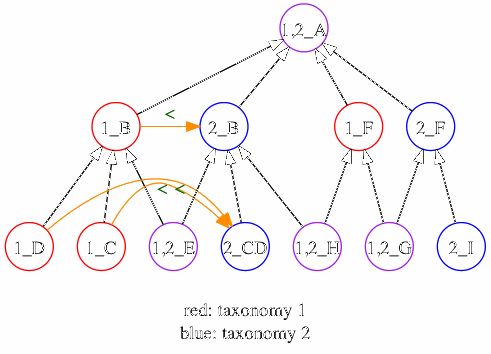 1,2_A
<
1_B
2_B
1_F
2_F
< <
1_D
1_C
1,2_E
2_CD
1,2_H
1,2_G
2_I
red: taxonomy 1
blue: taxonomy 2